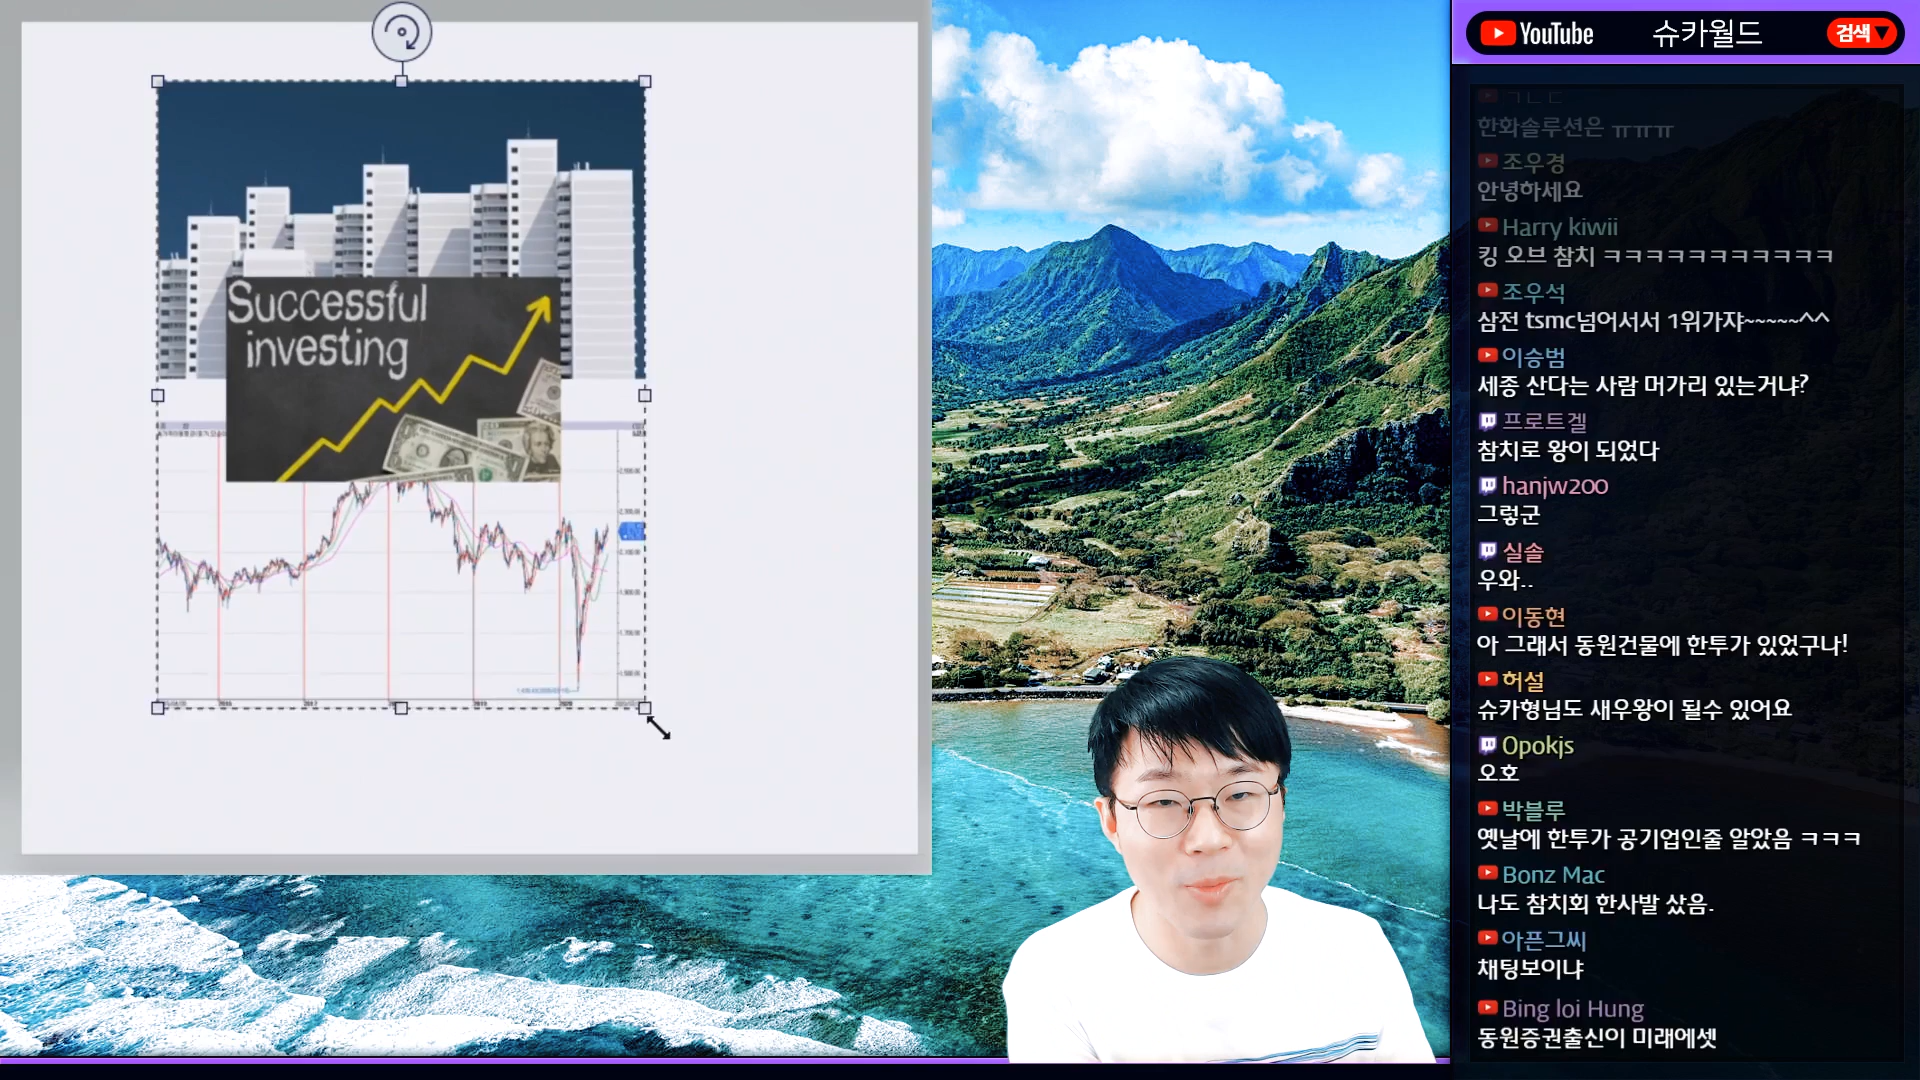 Successful
investing
YouTube
슈카월드
검색
한화솔루션은 ㅠㅠㅠ
조우경
안녕하세요
Harry kiwii
킹 오브 참치 ㅋㅋㅋㅋㅋㅋㅋㅋㅋㅋㅋ
조우석
삼전 tsmc넘어서서 1위가쟈~~~~~^^
이승범
세종 산다는 사람 머가리 있는거냐?
프로트겔
참치로 왕이 되었다
hanjw200
그렇군
실솔
우와..
이동현
아 그래서 동원건물에 한투가 있었구나!
허설
슈카형님도 새우왕이 될수 있어요
Opokjs
오호
박블루
옛날에 한투가 공기업인줄 알았음 ㅋㅋㅋ
Bonz Mac
나도 참치회 한사발 샀음.
아픈그씨
채팅보이냐
Bing loi Hung
동원증권출신이 미래에셋